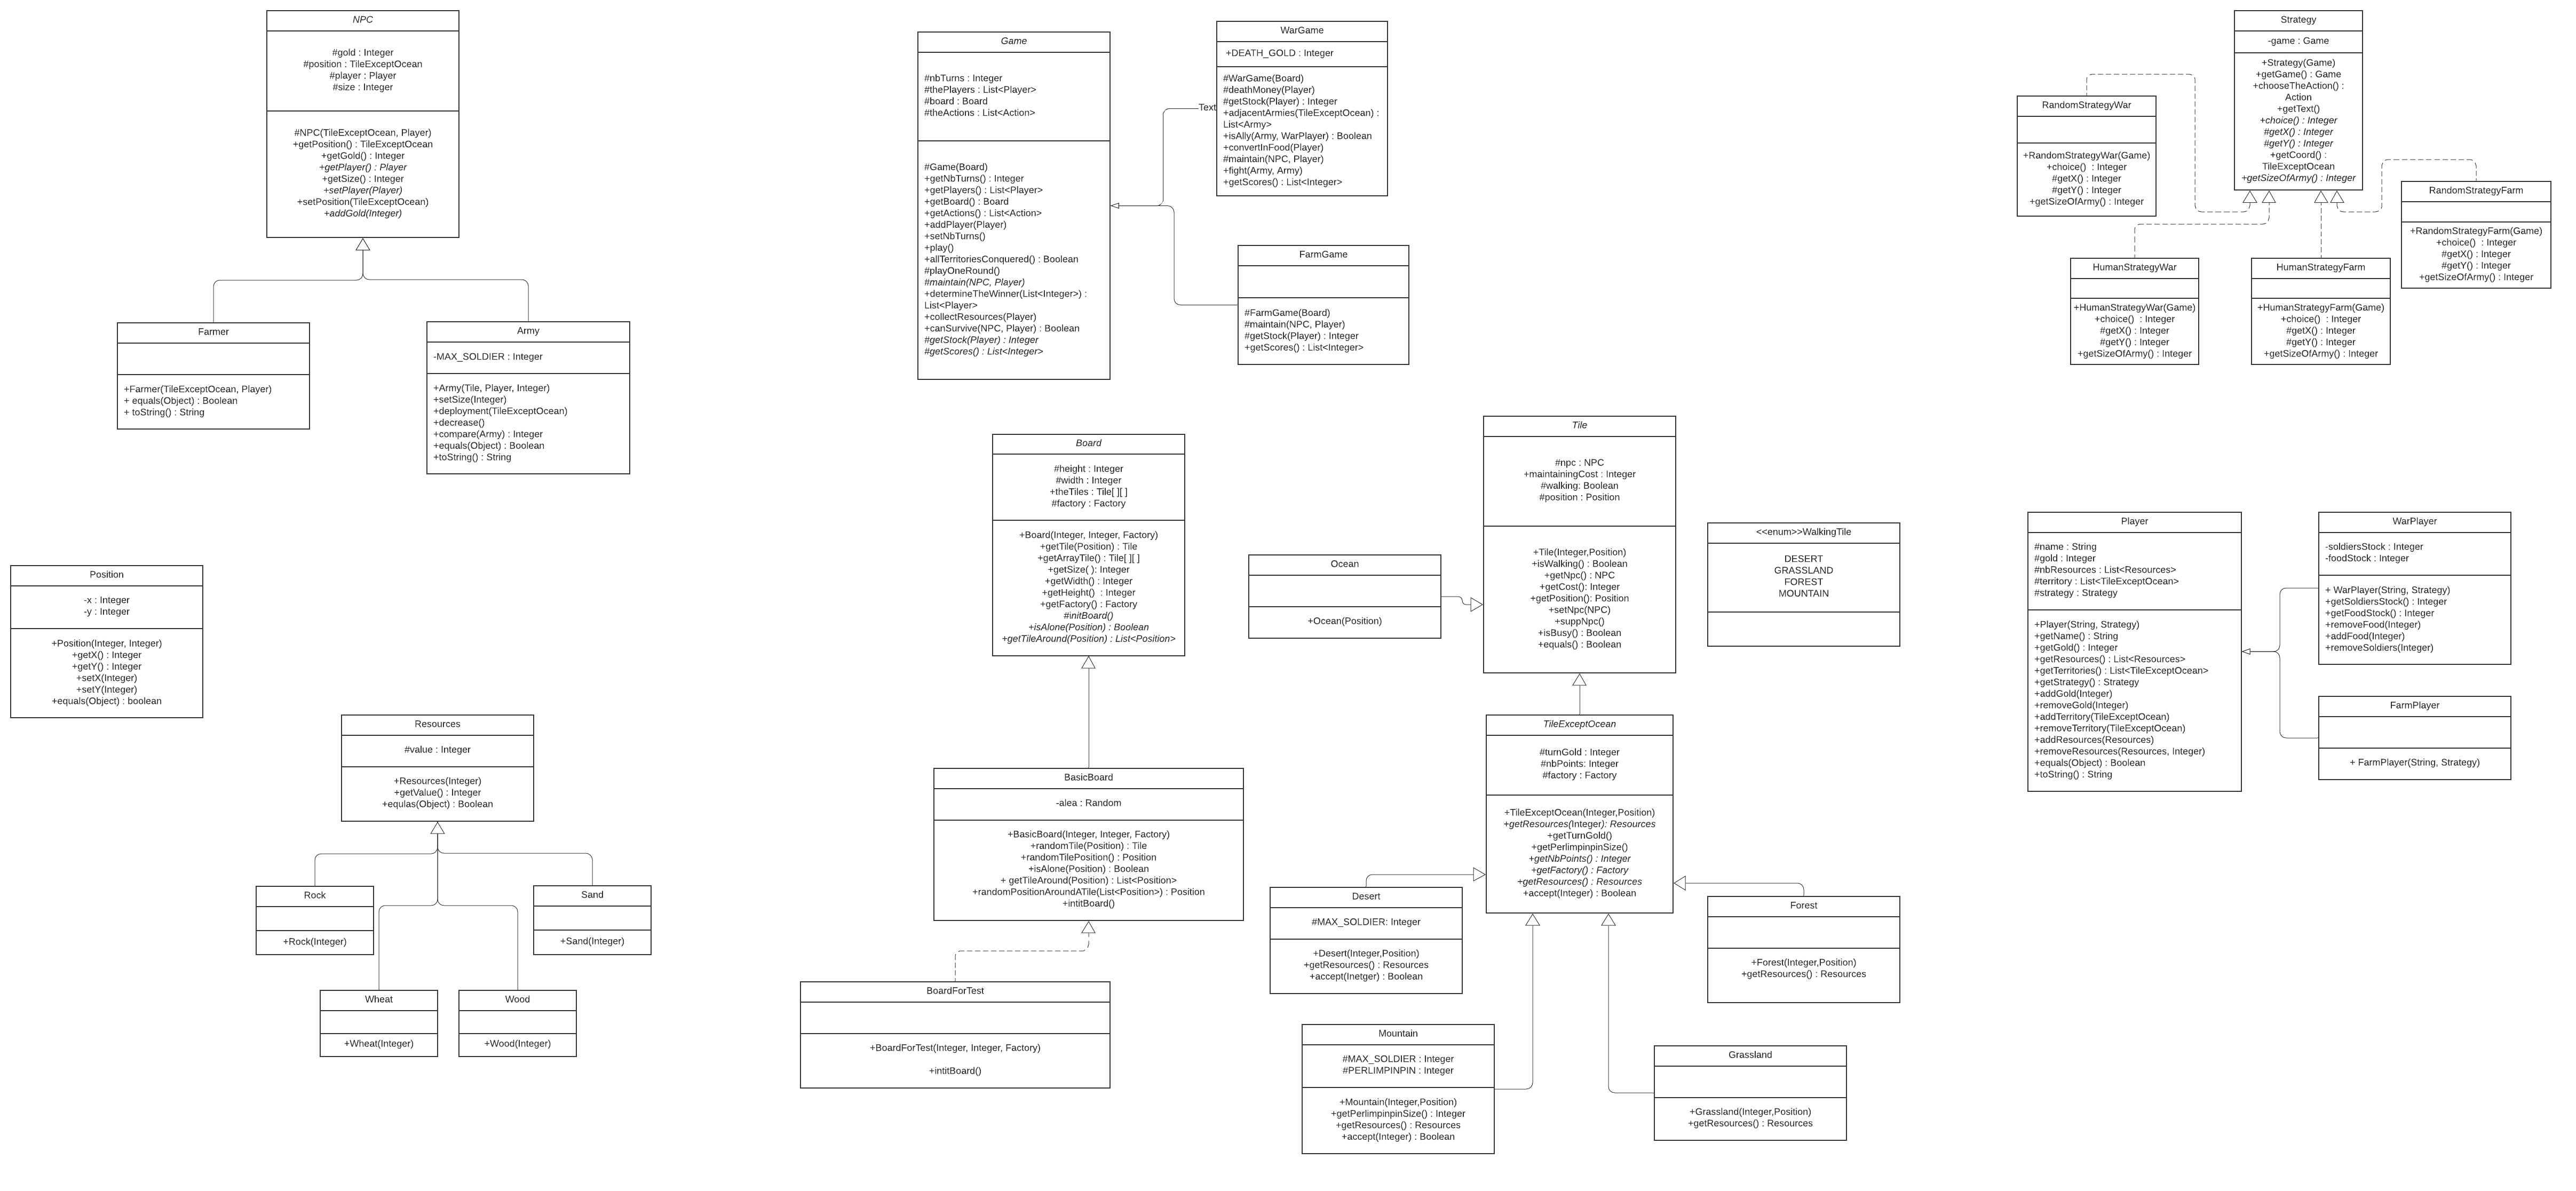 NPC
#gold : Integer
#position : TileExceptOcean
#player : Player
#size : Integer
#NPC(TileExceptOcean, Player)
+getPosition() : TileExceptOcean
+getGold() : Integer
+getPlayer() : Player
+getSize() : Integer
+setPlayer(Player)
+setPosition(TileExceptOcean)
+addGold(Integer)
Farmer
+Farmer(TileExceptOcean, Player)
+ equals(Object) : Boolean
+ toString() : String
Army
-MAX_SOLDIER : Integer
+Army(Tile, Player, Integer)
+setSize(Integer)
+deployment(TileExceptOcean)
+decrease()
+compare(Army) : Integer
+equals(Object) : Boolean
+toString() : String
Position
-x : Integer
-y : Integer
+Position(Integer, Integer)
+getX() : Integer
+getY() : Integer
+setX(Integer)
+setY(Integer)
+equals(Object) : boolean
Resources
#value : Integer
+Resources(Integer)
+getValue() : Integer
+equlas(Object) : Boolean
Rock
+Rock(Integer)
Sand
+Sand(Integer)
Wheat
+Wheat(Integer)
Wood
+Wood(Integer)
Game
#nbTurns : Integer
#thePlayers : List<Player>
#board : Board
#theActions : List<Action>
#Game(Board)
+getNbTurns() : Integer
+getPlayers() : List<Player>
+getBoard() : Board
+getActions() : List<Action>
+addPlayer(Player)
+setNbTurns()
+play()
+allTerritoriesConquered() : Boolean
#playOneRound()
#maintain(NPC, Player)
+determineTheWinner(List<Integer>) :
List<Player>
+collectResources(Player)
+canSurvive(NPC, Player) : Boolean
#getStock(Player) : Integer
#getScores() : List<Integer>
Text
WarGame
+DEATH_GOLD : Integer
#WarGame(Board)
#deathMoney(Player)
#getStock(Player) : Integer
+adjacentArmies(TileExceptOcean) :
List<Army>
+isAlly(Army, WarPlayer) : Boolean
+convertInFood(Player)
#maintain(NPC, Player)
+fight(Army, Army)
+getScores() : List<Integer>
FarmGame
#FarmGame(Board)
#maintain(NPC, Player)
#getStock(Player) : Integer
+getScores() : List<Integer>
Board
#height : Integer
#width : Integer
+theTiles : Tile[ ][ ]
#factory : Factory
+Board(Integer, Integer, Factory)
+getTile(Position) : Tile
+getArrayTile() : Tile[ ][ ]
+getSize( ): Integer
+getWidth() : Integer
+getHeight()  : Integer
+getFactory() : Factory
#initBoard()
+isAlone(Position) : Boolean
+getTileAround(Position) : List<Position>
BasicBoard
-alea : Random
+BasicBoard(Integer, Integer, Factory)
+randomTile(Position) : Tile
+randomTilePosition() : Position
+isAlone(Position) : Boolean
+ getTileAround(Position) : List<Position>
+randomPositionAroundATile(List<Position>) : Position
+intitBoard()
BoardForTest
+BoardForTest(Integer, Integer, Factory)
+intitBoard()
Tile
#npc : NPC
+maintainingCost : Integer
#walking: Boolean
#position : Position
+Tile(Integer,Position)
+isWalking() : Boolean
+getNpc() : NPC
+getCost(): Integer
+getPosition(): Position
+setNpc(NPC)
+suppNpc()
+isBusy() : Boolean
+equals() : Boolean
Ocean
+Ocean(Position)
<<enum>>WalkingTile
DESERT
GRASSLAND
FOREST
MOUNTAIN
TileExceptOcean
#turnGold : Integer
#nbPoints: Integer
#factory : Factory
+TileExceptOcean(Integer,Position)
+getResources(Integer): Resources
+getTurnGold()
+getPerlimpinpinSize()
+getNbPoints() : Integer
+getFactory() : Factory
+getResources() : Resources
+accept(Integer) : Boolean
Desert
#MAX_SOLDIER: Integer
+Desert(Integer,Position)
+getResources() : Resources
+accept(Inetger) : Boolean
Forest
+Forest(Integer,Position)
+getResources() : Resources
Mountain
#MAX_SOLDIER : Integer
#PERLIMPINPIN : Integer
+Mountain(Integer,Position)
+getPerlimpinpinSize() : Integer
+getResources() : Resources
+accept(Integer) : Boolean
Grassland
+Grassland(Integer,Position)
+getResources() : Resources
Strategy
-game : Game
+Strategy(Game)
+getGame() : Game
+chooseTheAction() :
Action
+getText()
+choice() : Integer
#getX() : Integer
#getY() : Integer
+getCoord() :
TileExceptOcean
+getSizeOfArmy() : Integer
RandomStrategyWar
+RandomStrategyWar(Game)
+choice()  : Integer
#getX() : Integer
#getY() : Integer
+getSizeOfArmy() : Integer
RandomStrategyFarm
+RandomStrategyFarm(Game)
+choice()  : Integer
#getX() : Integer
#getY() : Integer
+getSizeOfArmy() : Integer
HumanStrategyWar
+HumanStrategyWar(Game)
+choice()  : Integer
#getX() : Integer
#getY() : Integer
+getSizeOfArmy() : Integer
HumanStrategyFarm
+HumanStrategyFarm(Game)
+choice()  : Integer
#getX() : Integer
#getY() : Integer
+getSizeOfArmy() : Integer
Player
#name : String
#gold : Integer
#nbResources : List<Resources>
#territory : List<TileExceptOcean>
#strategy : Strategy
+Player(String, Strategy)
+getName() : String
+getGold() : Integer
+getResources() : List<Resources>
+getTerritories() : List<TileExceptOcean>
+getStrategy() : Strategy
+addGold(Integer)
+removeGold(Integer)
+addTerritory(TileExceptOcean)
+removeTerritory(TileExceptOcean)
+addResources(Resources)
+removeResources(Resources, Integer)
+equals(Object) : Boolean
+toString() : String
WarPlayer
-soldiersStock : Integer
-foodStock : Integer
+ WarPlayer(String, Strategy)
+getSoldiersStock() : Integer
+getFoodStock() : Integer
+removeFood(Integer)
+addFood(Integer)
+removeSoldiers(Integer)
FarmPlayer
+ FarmPlayer(String, Strategy)